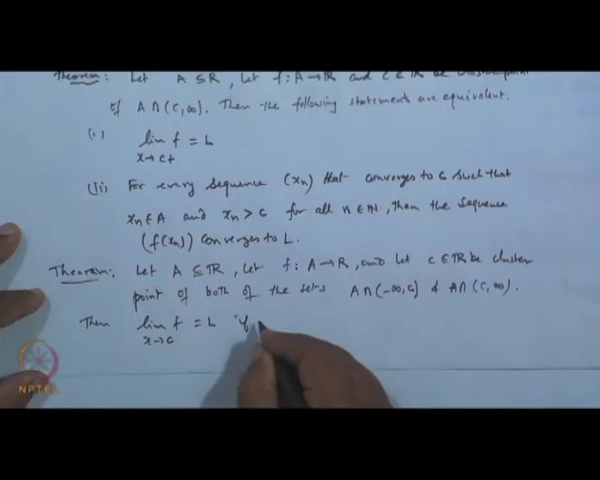 Theorem: Let A ⊆ R, let f: A → R and c ∈ R be cluster point
of A ∩ (c, ∞). Then the following statements are equivalent:
(i) lim f = L
x → c+
(ii) For every sequence (xn) that converges to c such that
xn ∈ A and xn > c for all n ∈ IN, then the sequence
(f(xn)) converges to L.
Theorem: Let A ⊆ R, let f: A → R, and let c ∈ R be cluster
point of both of the sets A ∩ (-∞, c) & A ∩ (c, ∞).
Then lim f = L if
x → c
NPTEL